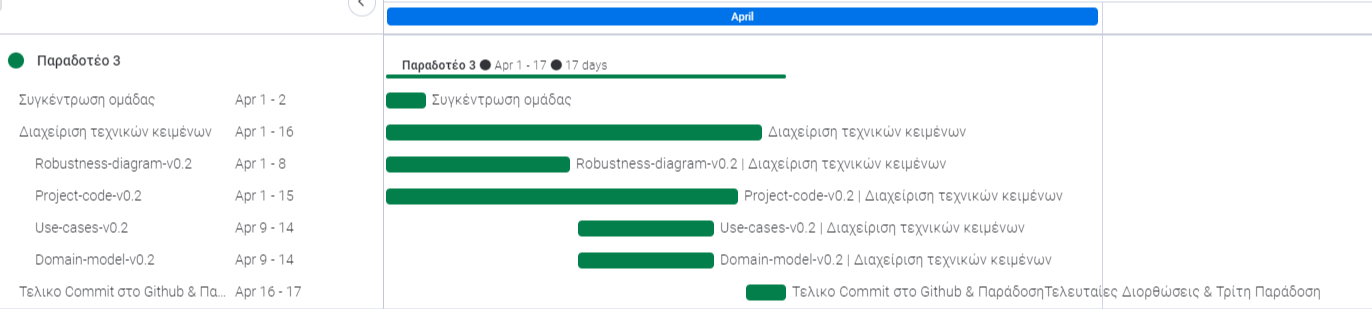 April
Παραδοτέο 3
Παραδοτέο 3 ● Apr 1 - 17 ● 17 days
Συγκέντρωση ομάδας Apr 1 - 2 Συγκέντρωση ομάδας
Διαχείριση τεχνικών κειμένων Apr 1 - 16 Διαχείριση τεχνικών κειμένων
Robustness-diagram-v0.2 Apr 1 - 8 Robustness-diagram-v0.2 | Διαχείριση τεχνικών κειμένων
Project-code-v0.2 Apr 1 - 15 Project-code-v0.2 | Διαχείριση τεχνικών κειμένων
Use-cases-v0.2 Apr 9 - 14 Use-cases-v0.2 | Διαχείριση τεχνικών κειμένων
Domain-model-v0.2 Apr 9 - 14 Domain-model-v0.2 | Διαχείριση τεχνικών κειμένων
Τελικο Commit στο Github & Πα... Apr 16 - 17 Τελικο Commit στο Github & ΠαράδοσηΤελευταίες Διορθώσεις & Τρίτη Παράδοση